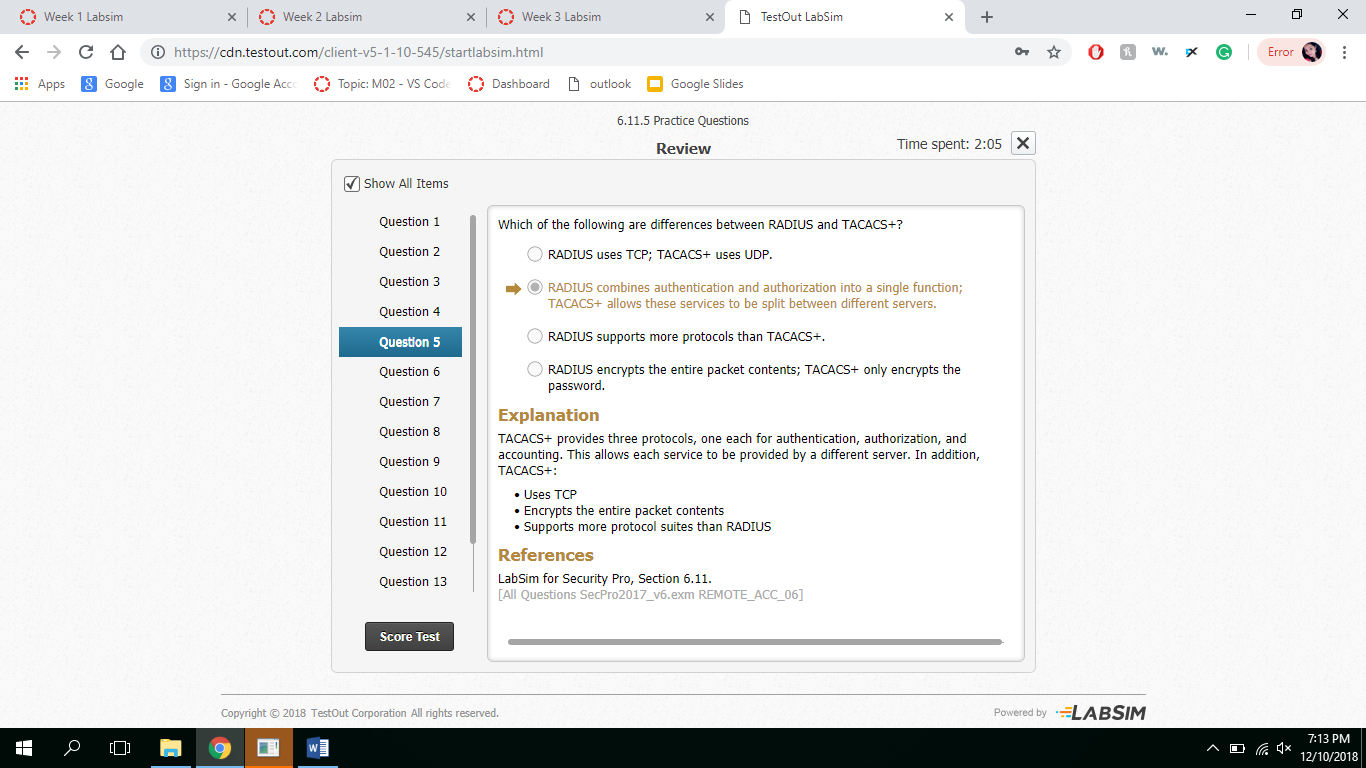 Week 1 Labsim
Week 2 Labsim
Week 3 Labsim
TestOut LabSim
https://cdn.testout.com/client-v5-1-10-545/startlabsim.html
Error
Apps
Google
Sign in - Google Acco
Topic: M02 - VS Code
Dashboard
outlook
Google Slides
6.11.5 Practice Questions
Review
Time spent: 2:05
Show All Items
Question 1
Question 2
Question 3
Question 4
Question 5
Question 6
Question 7
Question 8
Question 9
Question 10
Question 11
Question 12
Question 13
Score Test
Which of the following are differences between RADIUS and TACACS+?
RADIUS uses TCP; TACACS+ uses UDP.
RADIUS combines authentication and authorization into a single function;
TACACS+ allows these services to be split between different servers.
RADIUS supports more protocols than TACACS+.
RADIUS encrypts the entire packet contents; TACACS+ only encrypts the
password.
Explanation
TACACS+ provides three protocols, one each for authentication, authorization, and
accounting. This allows each service to be provided by a different server. In addition,
TACACS+:
• Uses TCP
• Encrypts the entire packet contents
• Supports more protocol suites than RADIUS
References
LabSim for Security Pro, Section 6.11.
[All Questions SecPro2017_v6.exm REMOTE_ACC_06]
Copyright © 2018 TestOut Corporation All rights reserved.
Powered by LABSIM
7:13 PM
12/10/2018